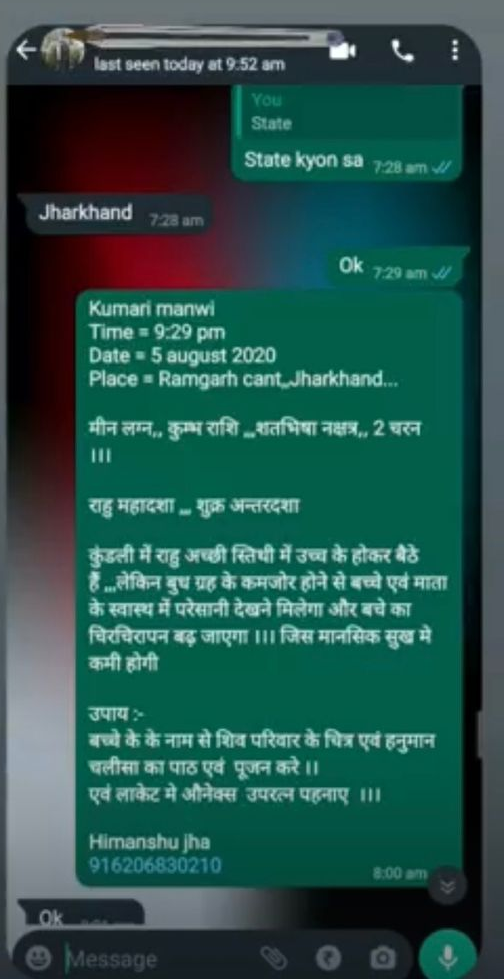 last seen today at 9:52 am
You
State
State kyon sa 7:28 am
Jharkhand 7:28 am
Ok 7:29 am
Kumari manwi
Time = 9:29 pm
Date = 5 august 2020
Place = Ramgarh cant,,Jharkhand...
मीन लग्न,, कुम्भ राशि ,,,शतभिषा नक्षत्र,, 2 चरन
।।।
राहु महादशा ,,, शुक्र अन्तरदशा
कुंडली में राहु अच्छी स्तिथी में उच्च के होकर बैठे
हैं ,,,लेकिन बुध ग्रह के कमजोर होने से बच्चे एवं माता
के स्वास्थ में परेसानी देखने मिलेगा और बचे का
चिरचिरापन बढ़ जाएगा ।।। जिस मानसिक सुख मे
कमी होगी
उपाय :-
बच्चे के के नाम से शिव परिवार के चित्र एवं हनुमान
चलीसा का पाठ एवं पूजन करे ।।
एवं लाकेट मे औनेक्स उपरत्न पहनाए ।।।
Himanshu jha
916206830210
8:00 am
Ok
Message